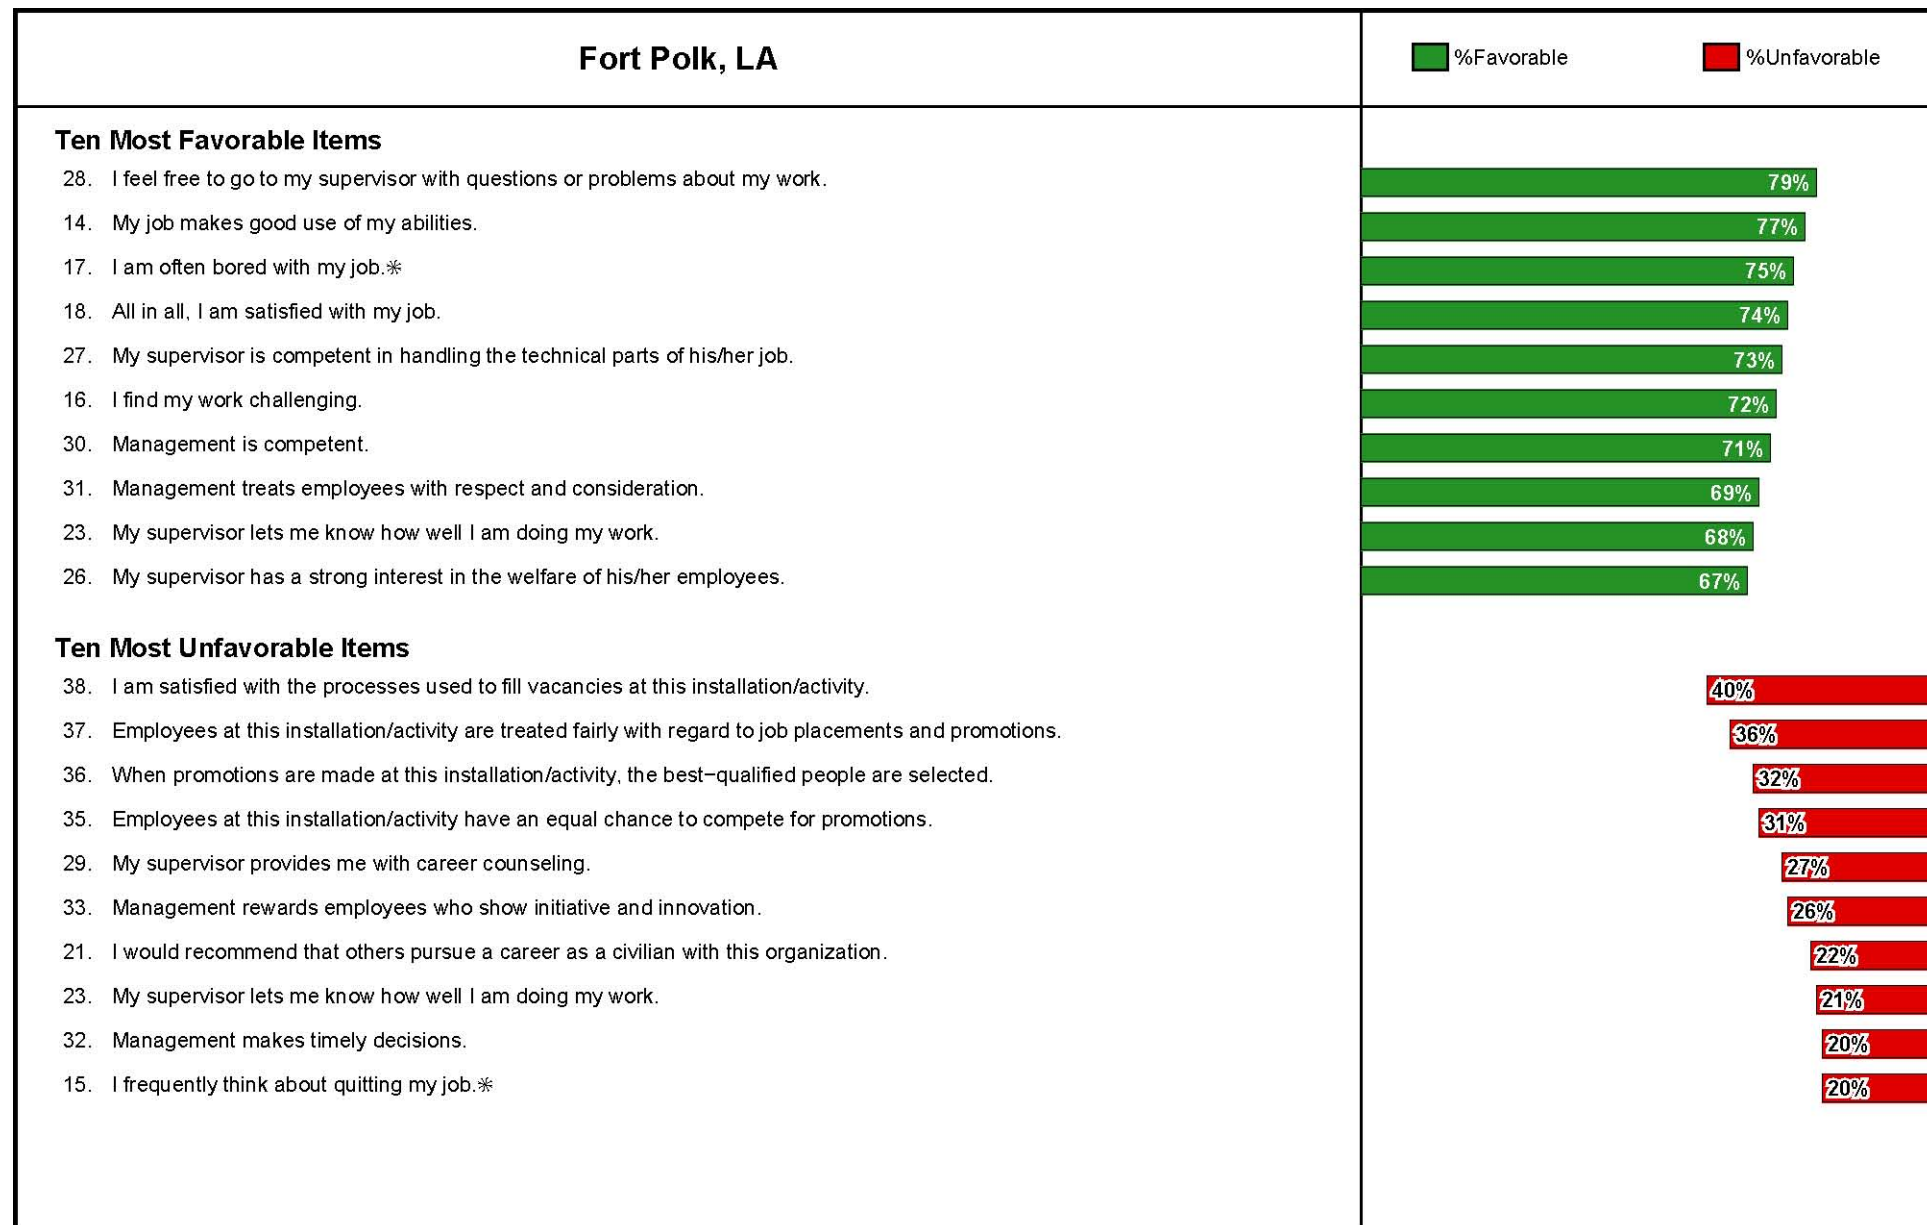 Fort Polk, LA
%Favorable %Unfavorable
Ten Most Favorable Items
28. I feel free to go to my supervisor with questions or problems about my work. 79%
14. My job makes good use of my abilities. 77%
17. I am often bored with my job.* 75%
18. All in all, I am satisfied with my job. 74%
27. My supervisor is competent in handling the technical parts of his/her job. 73%
16. I find my work challenging. 72%
30. Management is competent. 71%
31. Management treats employees with respect and consideration. 69%
23. My supervisor lets me know how well I am doing my work. 68%
26. My supervisor has a strong interest in the welfare of his/her employees. 67%
Ten Most Unfavorable Items
38. I am satisfied with the processes used to fill vacancies at this installation/activity. 40%
37. Employees at this installation/activity are treated fairly with regard to job placements and promotions. 36%
36. When promotions are made at this installation/activity, the best−qualified people are selected. 32%
35. Employees at this installation/activity have an equal chance to compete for promotions. 31%
29. My supervisor provides me with career counseling. 27%
33. Management rewards employees who show initiative and innovation. 26%
21. I would recommend that others pursue a career as a civilian with this organization. 22%
23. My supervisor lets me know how well I am doing my work. 21%
32. Management makes timely decisions. 20%
15. I frequently think about quitting my job.* 20%